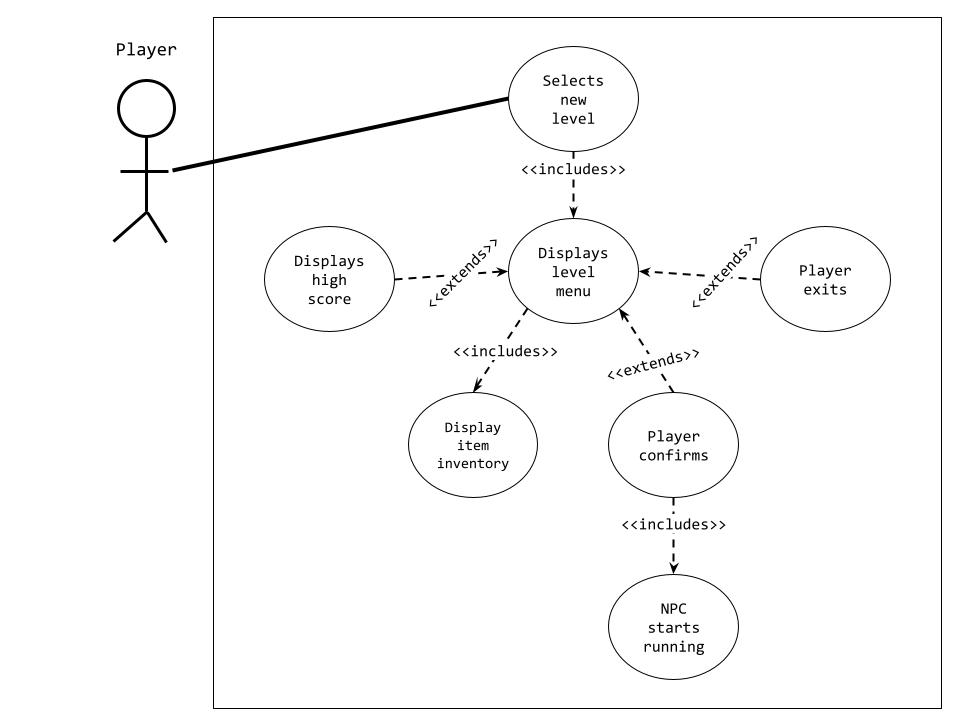 Player
Selects
new
level
<<includes>>
Displays
high
score
<<extends>>
Displays
level
menu
<<extends>>
Player
exits
<<includes>>
<<extends>>
Display
item
inventory
Player
confirms
<<includes>>
NPC
starts
running